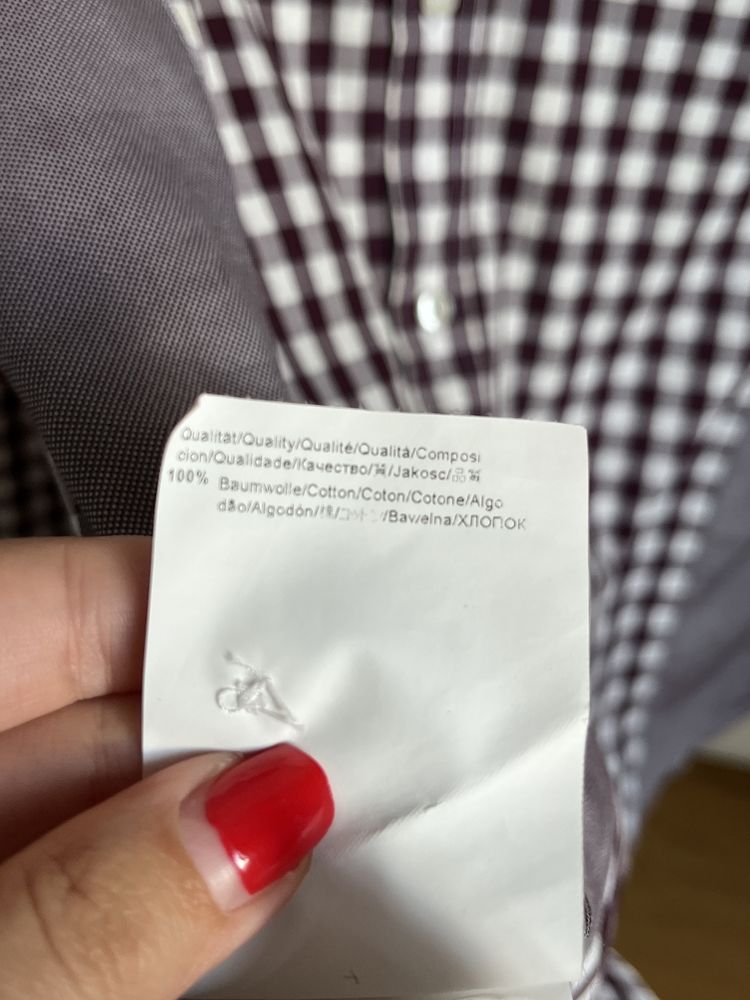 Qualität/Quality/Qualité/Qualità/Composi
cion/Qualidade/Качество/質/Jakosc/品質
100% Baumwolle/Cotton/Coton/Cotone/Algo
dão/Algodón/棉/コットン/Bavelna/ХЛОПОК